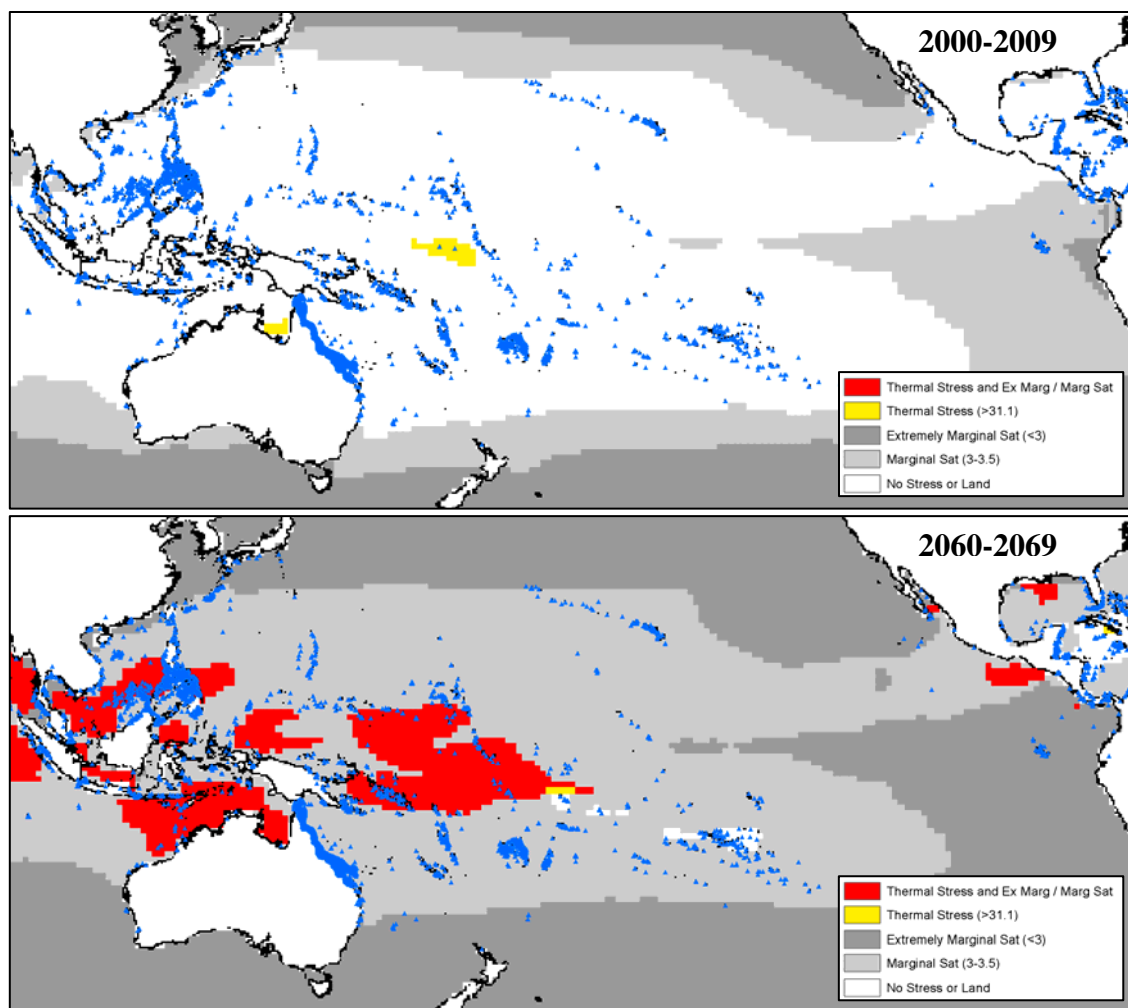 2000-2009
Thermal Stress and Ex Marg / Marg Sat
Thermal Stress (>31.1)
Extremely Marginal Sat (<3)
Marginal Sat (3-3.5)
No Stress or Land
2060-2069
Thermal Stress and Ex Marg / Marg Sat
Thermal Stress (>31.1)
Extremely Marginal Sat (<3)
Marginal Sat (3-3.5)
No Stress or Land